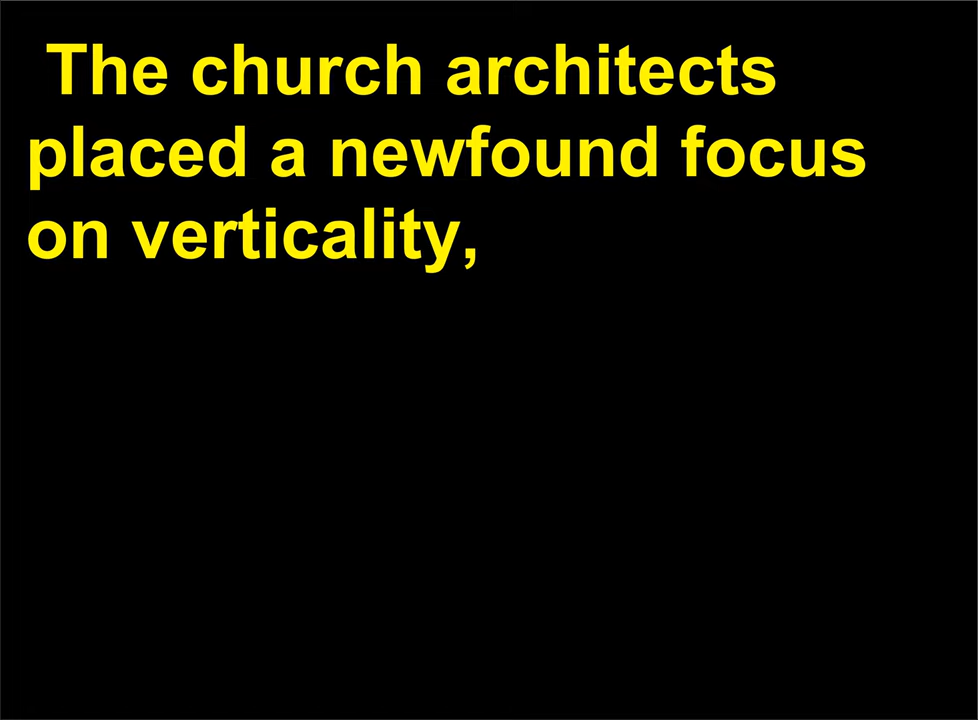 The church architects
placed a newfound focus
on verticality,